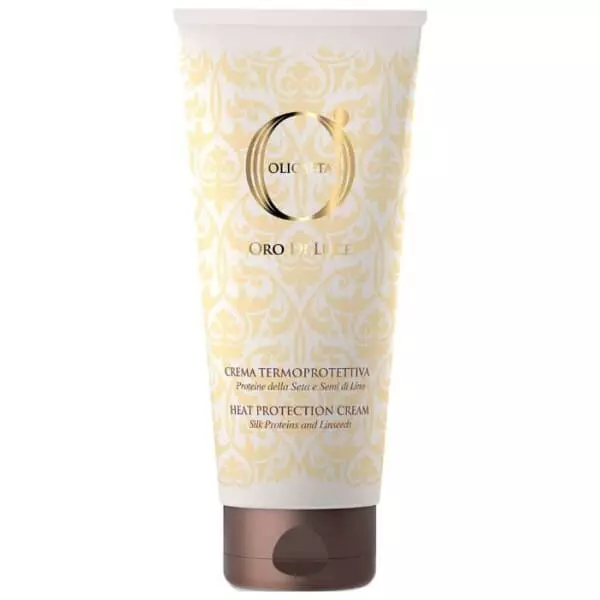 OLIOSETA
ORO DI LUCE
CREMA TERMOPROTETTIVA
Proteine della Seta e Semi di Lino
HEAT PROTECTION CREAM
Silk Proteins and Linseeds